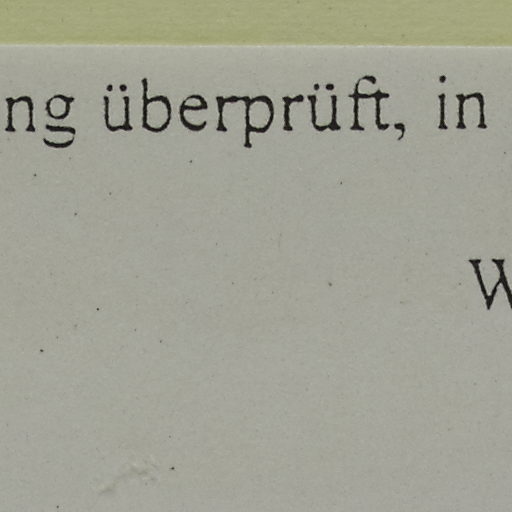 ng überprüft, in
W